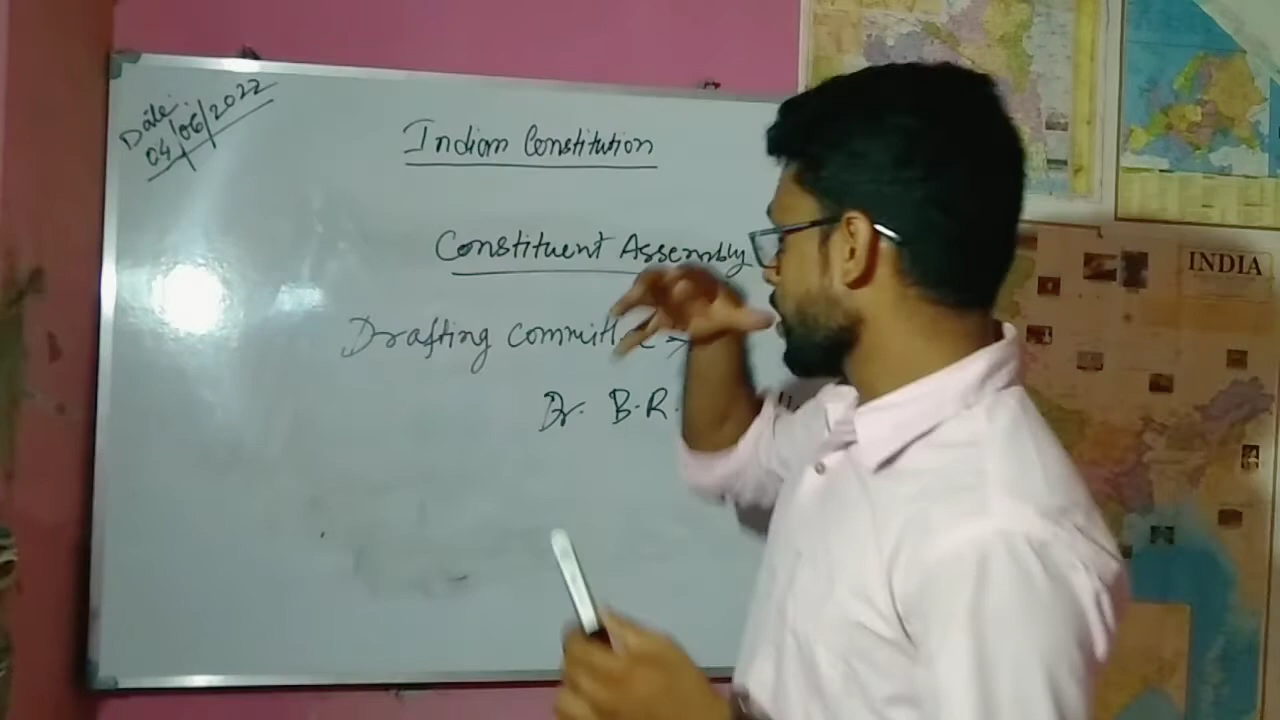 Date:
04/06/2022
Indian Constitution
Constituent Assembly
Drafting Committee →
Dr. B.R.
INDIA